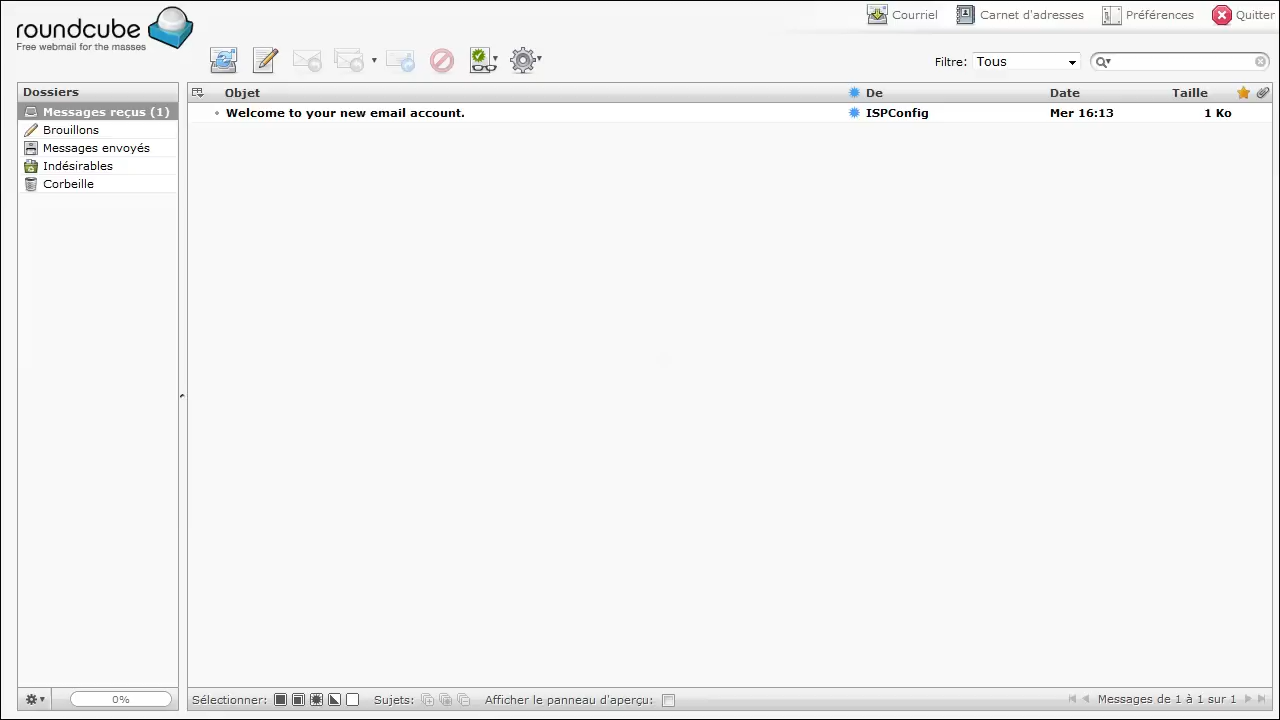 roundcube
Free webmail for the masses
Courriel
Carnet d'adresses
Préférences
Quitter
Filtre: Tous
Dossiers
Messages reçus (1)
Brouillons
Messages envoyés
Indésirables
Corbeille
Objet De Date Taille
Welcome to your new email account. ISPConfig Mer 16:13 1 Ko
0%
Sélectionner: Sujets: Afficher le panneau d'aperçu: Messages de 1 à 1 sur 1